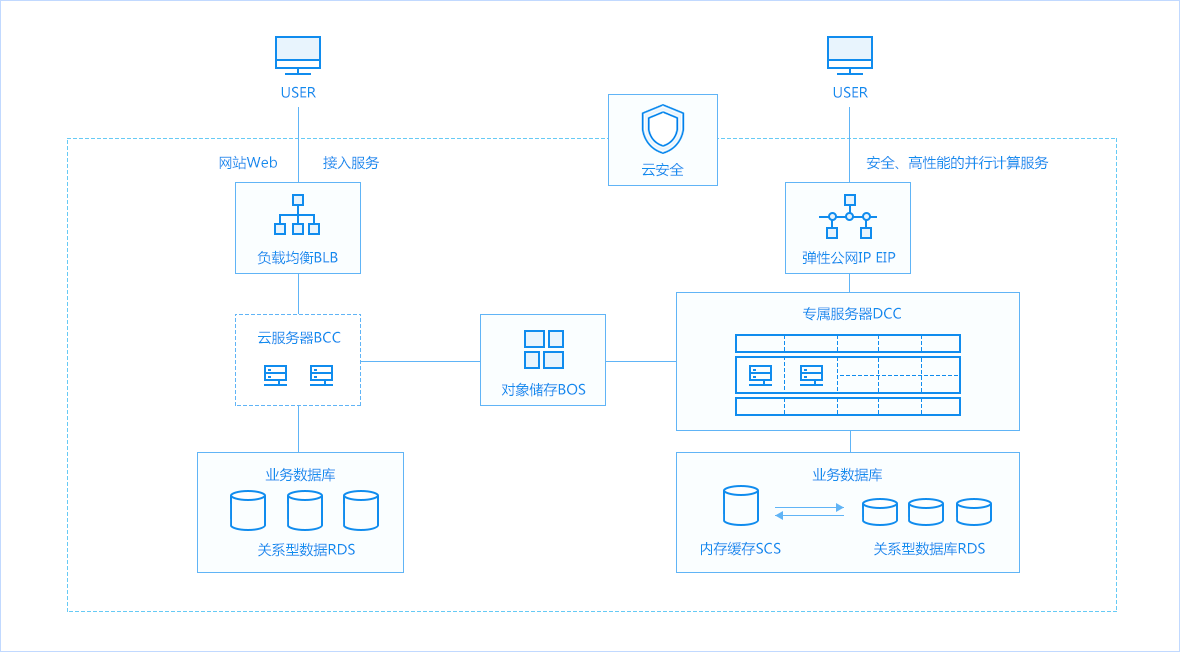 USER
USER
云安全
网站Web
接入服务
安全、高性能的并行计算服务
负载均衡BLB
弹性公网IP EIP
云服务器BCC
对象储存BOS
专属服务器DCC
业务数据库
关系型数据RDS
业务数据库
内存缓存SCS
关系型数据库RDS